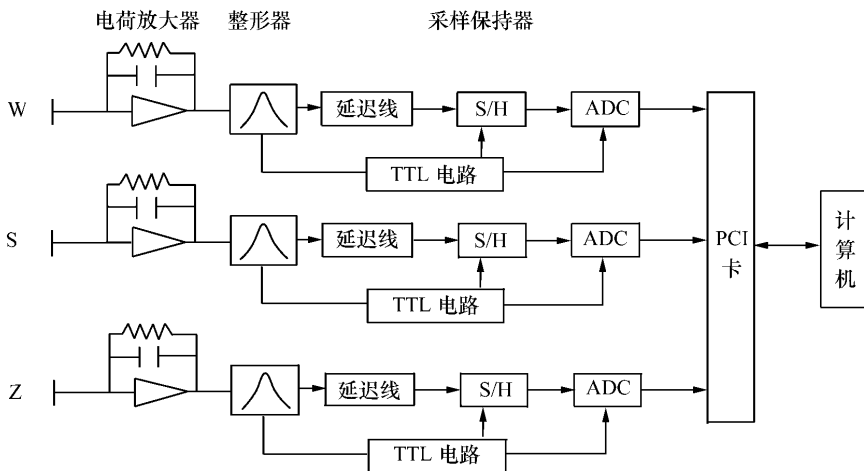 电荷放大器 整形器 采样保持器
W 延迟线 S/H ADC
TTL 电路
S 延迟线 S/H ADC
TTL 电路
Z 延迟线 S/H ADC
TTL 电路
PCI
卡
计
算
机